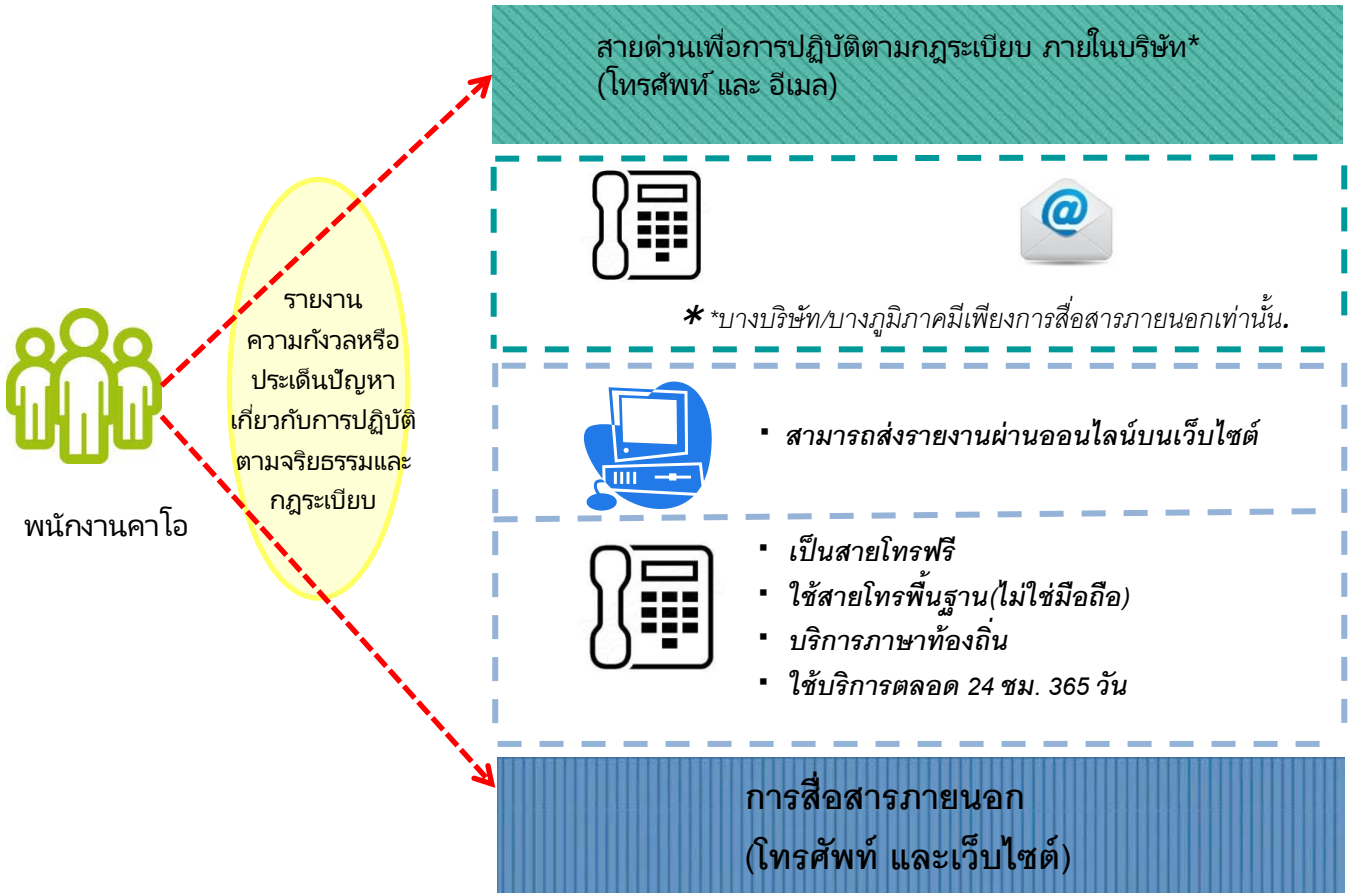 สายด่วนเพื่อการปฏิบัติตามกฎระเบียบ ภายในบริษัท*
(โทรศัพท์ และ อีเมล)
@
* *บางบริษัท/บางภูมิภาคมีเพียงการสื่อสารภายนอกเท่านั้น.
รายงาน
ความกังวลหรือ
ประเด็นปัญหา
เกี่ยวกับการปฏิบัติ
ตามจริยธรรมและ
กฎระเบียบ
พนักงานคาโอ
▪ สามารถส่งรายงานผ่านออนไลน์บนเว็บไซต์
▪ เป็นสายโทรฟรี
▪ ใช้สายโทรพื้นฐาน(ไม่ใช่มือถือ)
▪ บริการภาษาท้องถิ่น
▪ ใช้บริการตลอด 24 ชม. 365 วัน
การสื่อสารภายนอก
(โทรศัพท์ และเว็บไซต์)